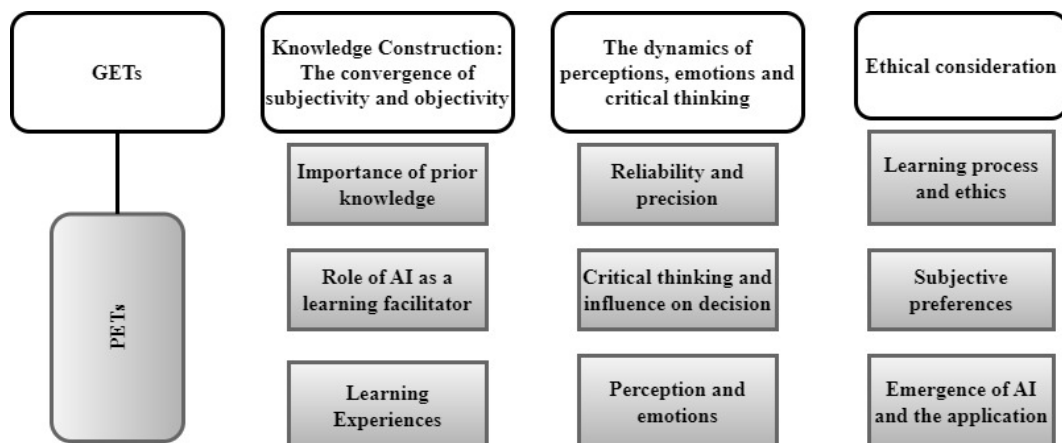 GETs
Knowledge Construction:
The convergence of
subjectivity and objectivity
The dynamics of
perceptions, emotions and
critical thinking
Ethical consideration
PETs
Importance of prior
knowledge
Reliability and
precision
Learning process
and ethics
Role of AI as a
learning facilitator
Critical thinking and
influence on decision
Subjective
preferences
Learning
Experiences
Perception and
emotions
Emergence of AI
and the application